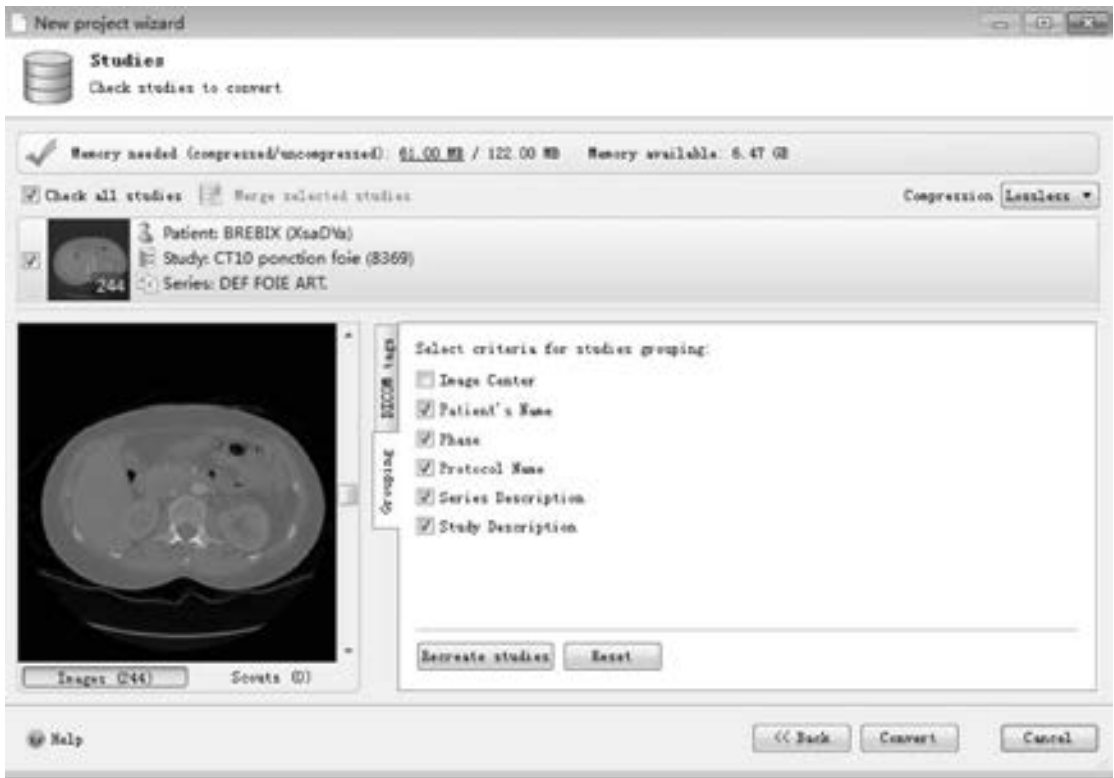 New project wizard
Studies
Check studies to convert
Memory needed (compressed/uncompressed): 61.00 MB / 122.00 MB Memory available: 6.47 GB
Check all studies Merge selected studies Compression Lossless
Patient: BREBIX (XsaDYa)
Study: CT10 ponction foie (8369)
244 Series: DEF FOIE ART.
DICOM tags
Grouping
Select criteria for studies grouping:
Image Center
Patient's Name
Phase
Protocol Name
Series Description
Study Description
Recreate studies Reset
Images (244) Scouts (0)
Help << Back Convert Cancel